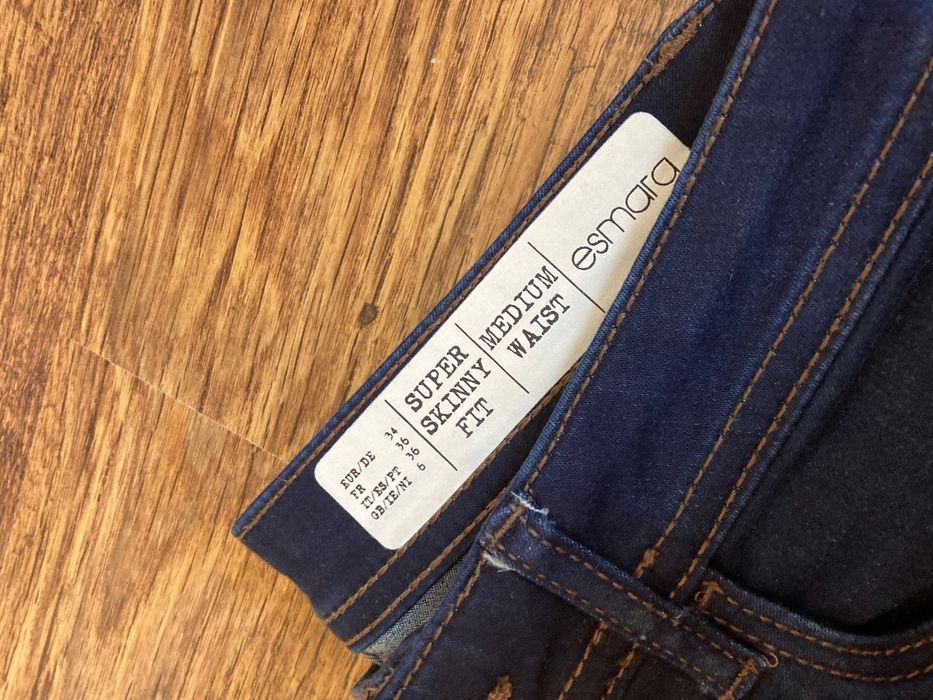 EUR/DE 34
FR 36
IT/ES/PT 36
GB/IE/NI 6
SUPER
SKINNY
FIT
MEDIUM
WAIST
esmara